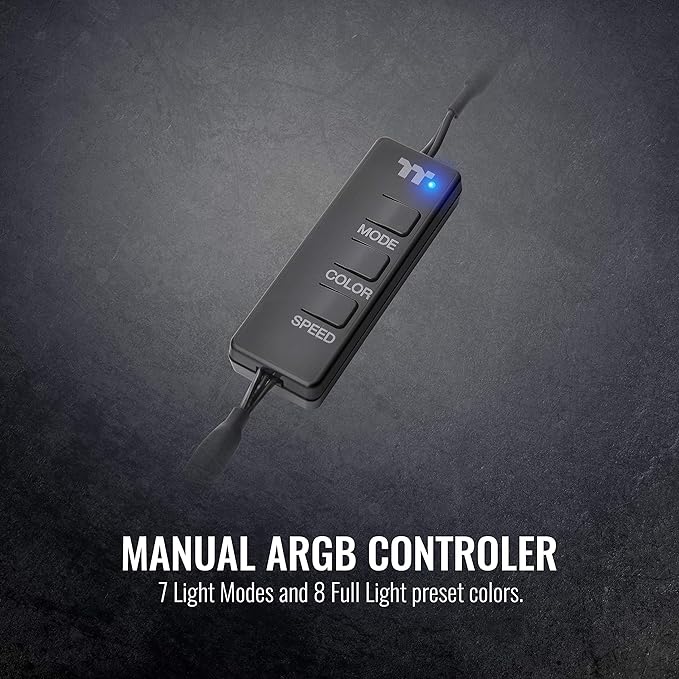 MODE
COLOR
SPEED
MANUAL ARGB CONTROLER
7 Light Modes and 8 Full Light preset colors.